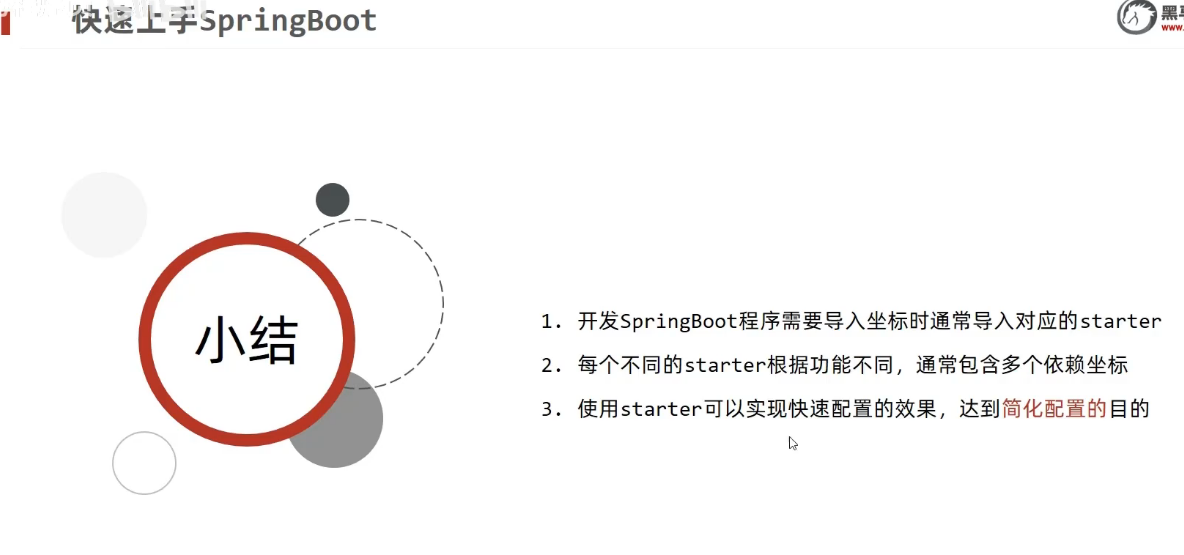 快速上手SpringBoot
黑马
www.
小结
1. 开发SpringBoot程序需要导入坐标时通常导入对应的starter
2. 每个不同的starter根据功能不同，通常包含多个依赖坐标
3. 使用starter可以实现快速配置的效果，达到简化配置的目的